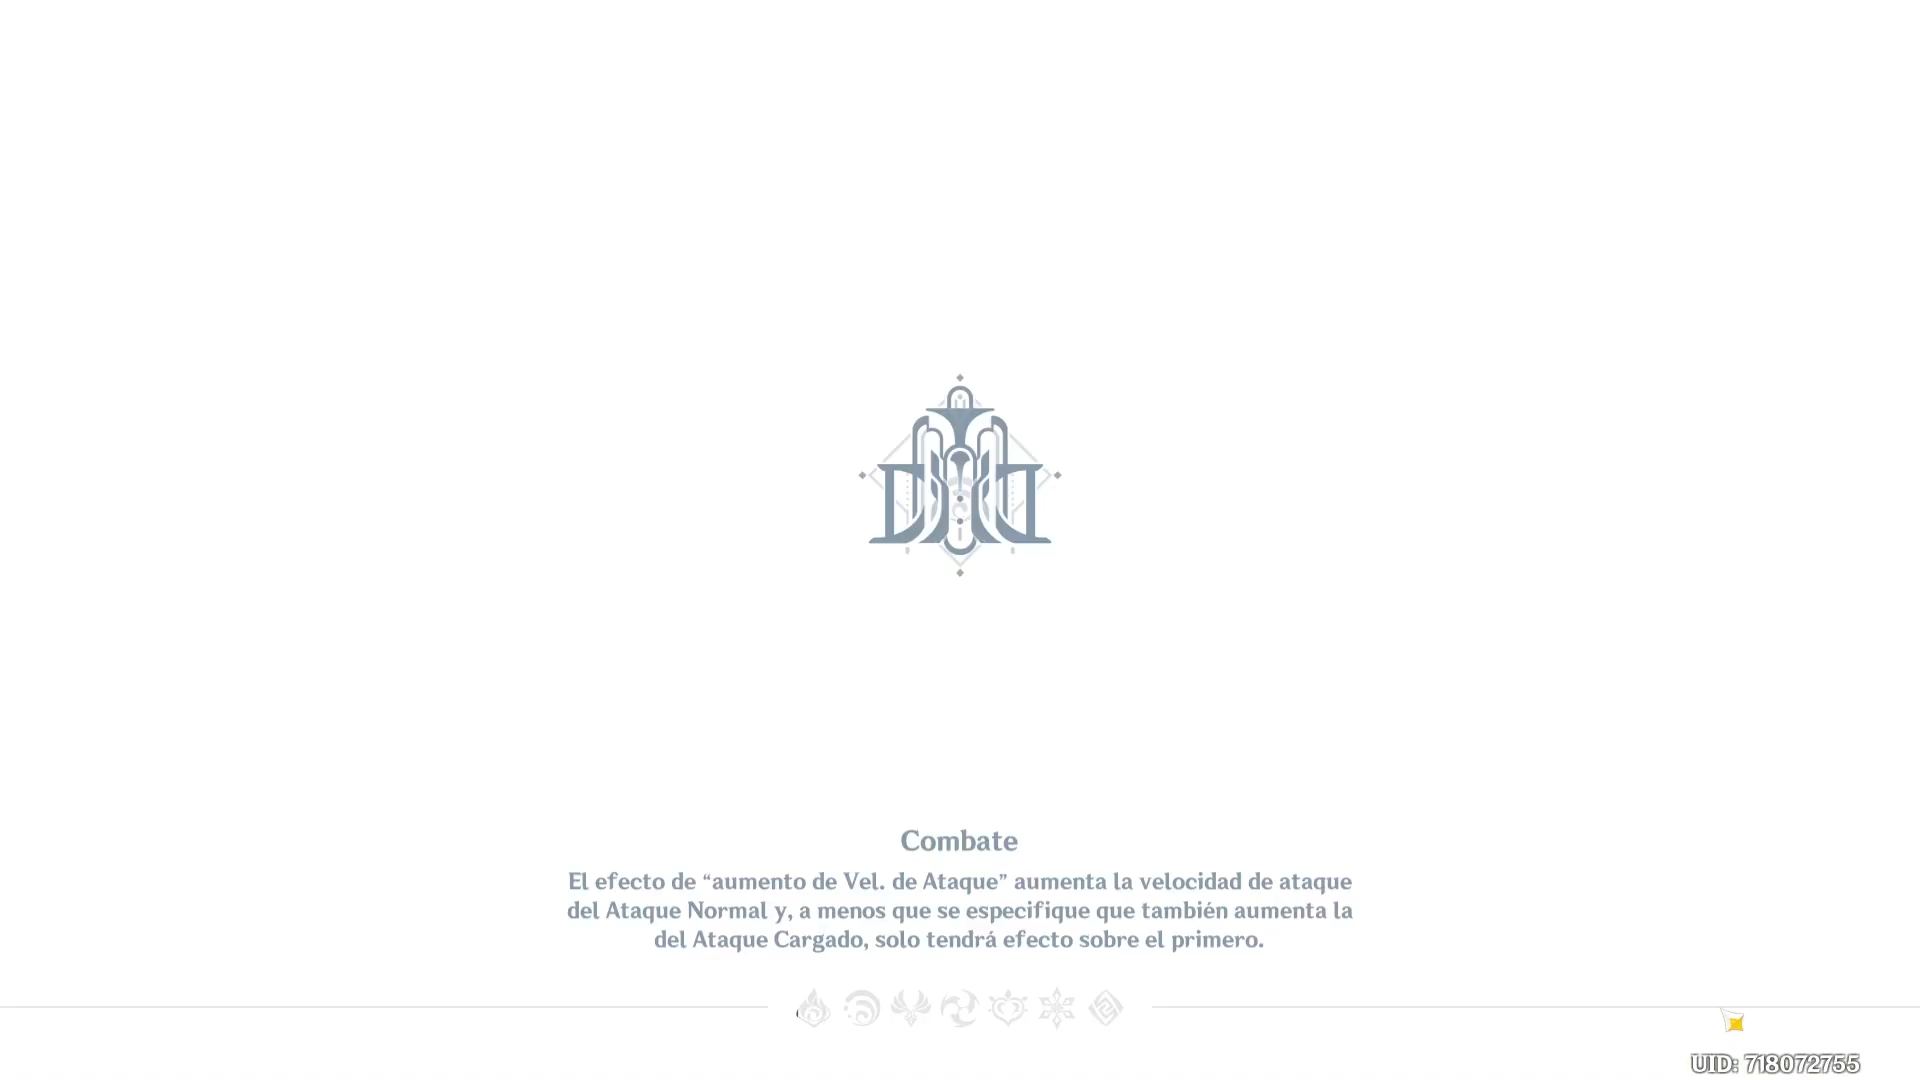 Combate
El efecto de “aumento de Vel. de Ataque” aumenta la velocidad de ataque
del Ataque Normal y, a menos que se especifique que también aumenta la
del Ataque Cargado, solo tendrá efecto sobre el primero.
UID: 718072755